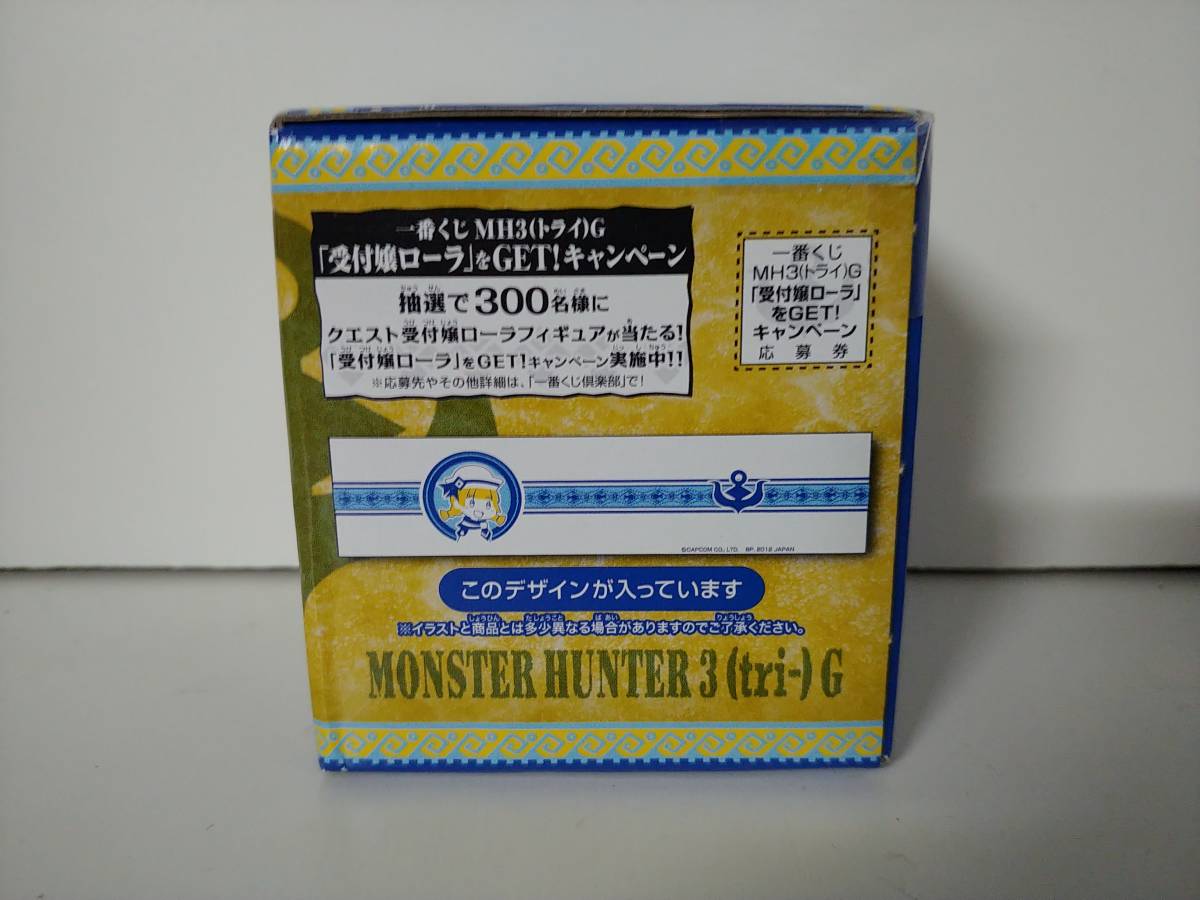 一番くじ MH3(トライ)G
「受付嬢ローラ」をGET!キャンペーン
抽選で300名様に
クエスト受付嬢ローラフィギュアが当たる!
「受付嬢ローラ」をGET!キャンペーン実施中!!
※応募先やその他詳細は、「一番くじ倶楽部」で!
一番くじ
MH3(トライ)G
「受付嬢ローラ」
をGET!
キャンペーン
応募券
©CAPCOM CO., LTD. BP. 2012 JAPAN
このデザインが入っています
※イラストと商品とは多少異なる場合がありますのでご了承ください。
MONSTER HUNTER 3 (tri-) G